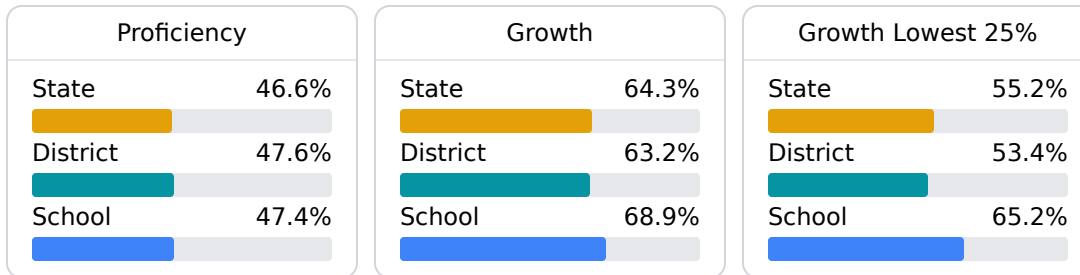 Proficiency
State 46.6%
District 47.6%
School 47.4%
Growth
State 64.3%
District 63.2%
School 68.9%
Growth Lowest 25%
State 55.2%
District 53.4%
School 65.2%